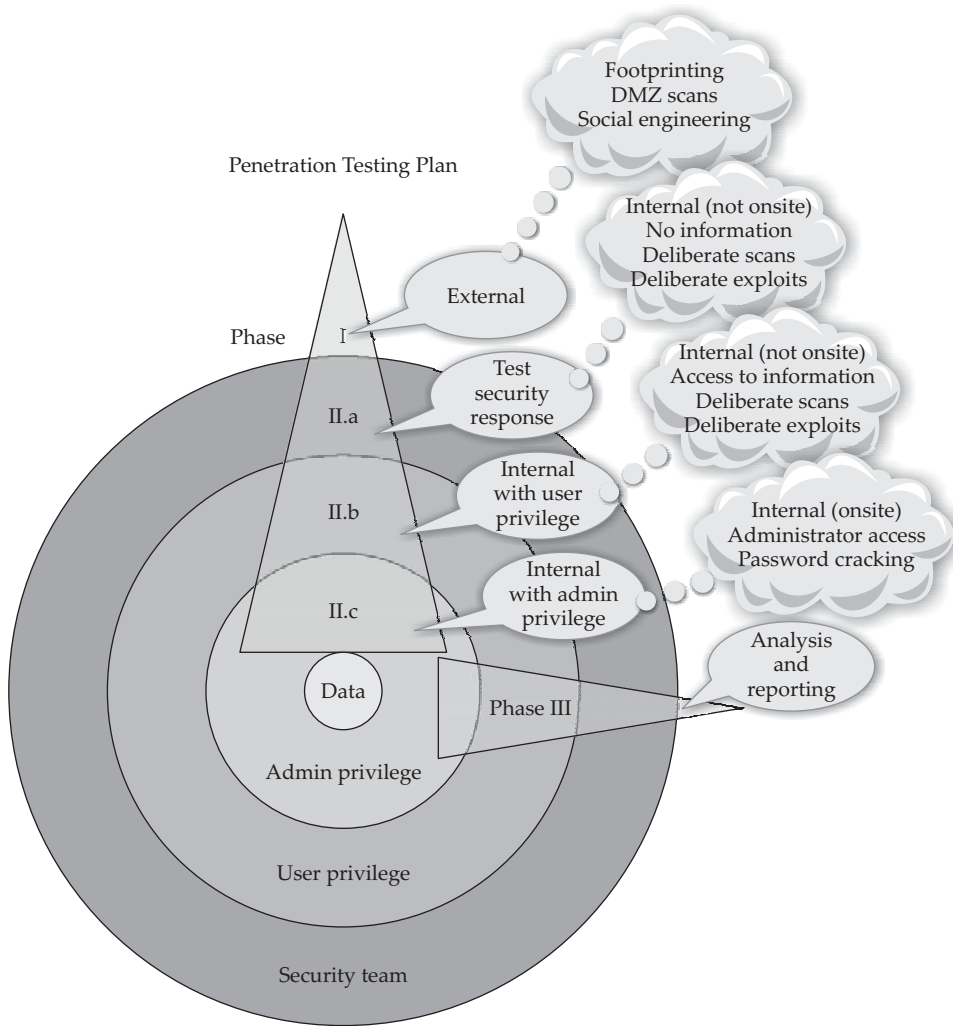 Penetration Testing Plan
Footprinting
DMZ scans
Social engineering
External
Phase
I
Internal (not onsite)
No information
Deliberate scans
Deliberate exploits
Test
security
response
II.a
Internal (not onsite)
Access to information
Deliberate scans
Deliberate exploits
Internal
with user
privilege
II.b
Internal (onsite)
Administrator access
Password cracking
Internal
with admin
privilege
II.c
Analysis
and
reporting
Data
Phase III
Admin privilege
User privilege
Security team